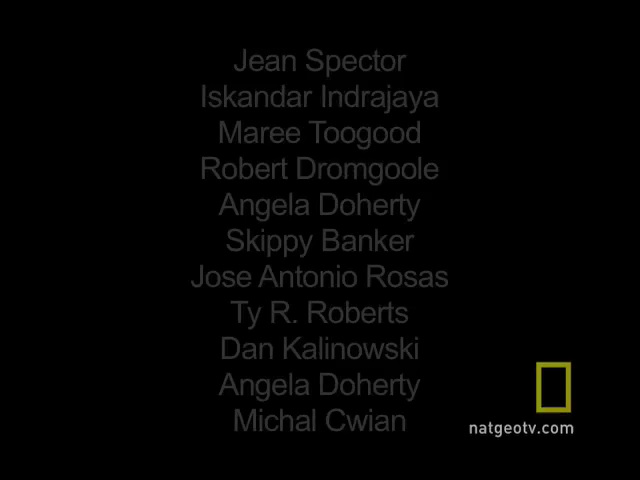 Jean Spector
Iskandar Indrajaya
Maree Toogood
Robert Dromgoole
Angela Doherty
Skippy Banker
Jose Antonio Rosas
Ty R. Roberts
Dan Kalinowski
Angela Doherty
Michal Cwian
natgeotv.com